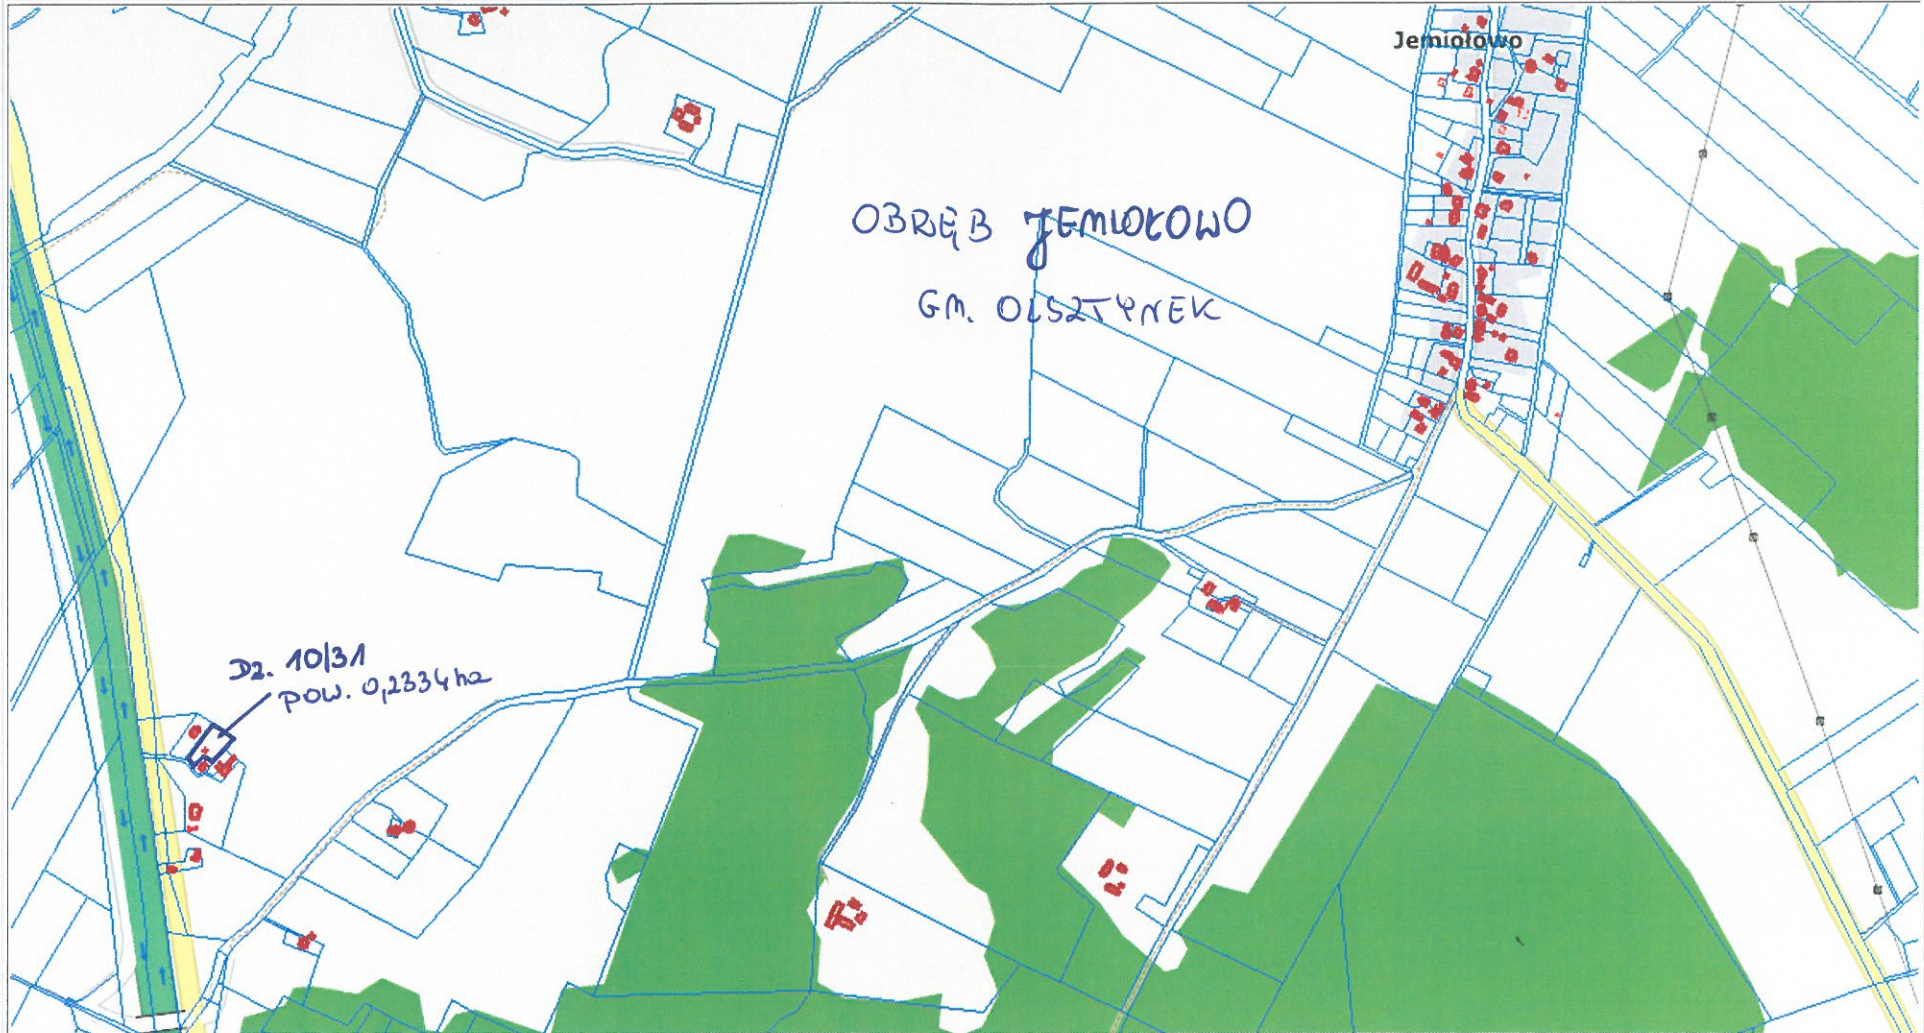 Jemiołowo
OBRĘB JEMIOŁOWO
GM. OLSZTYNEK
Dz. 10/31
pow. 0,2334 ha